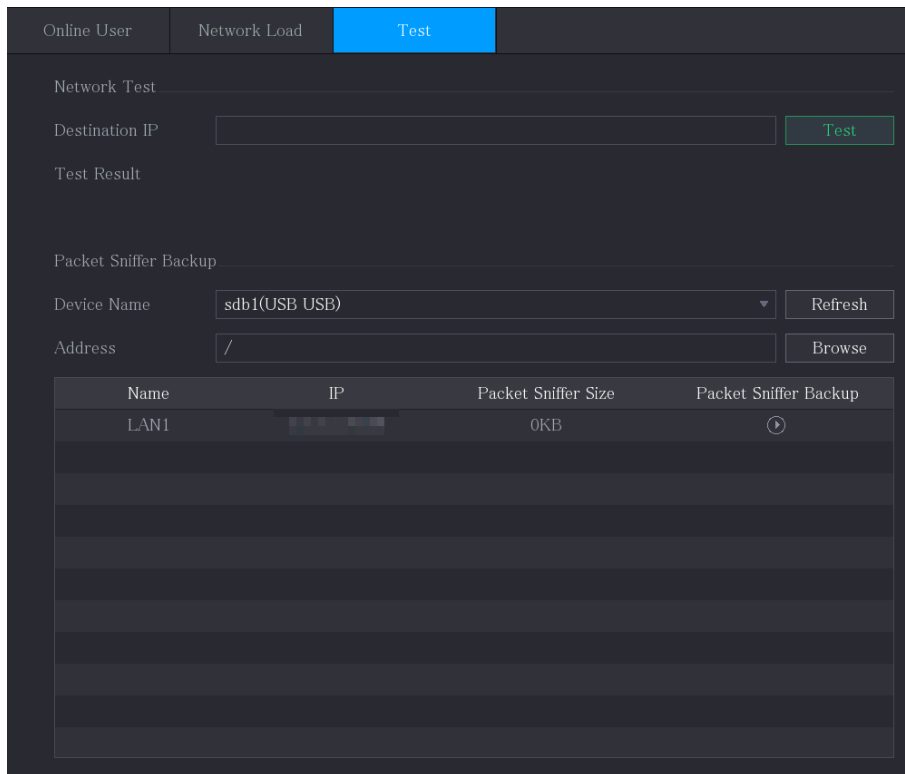 Online User Network Load Test
Network Test
Destination IP Test
Test Result
Packet Sniffer Backup
Device Name sdb1(USB USB) Refresh
Address / Browse
Name IP Packet Sniffer Size Packet Sniffer Backup
LAN1 0KB